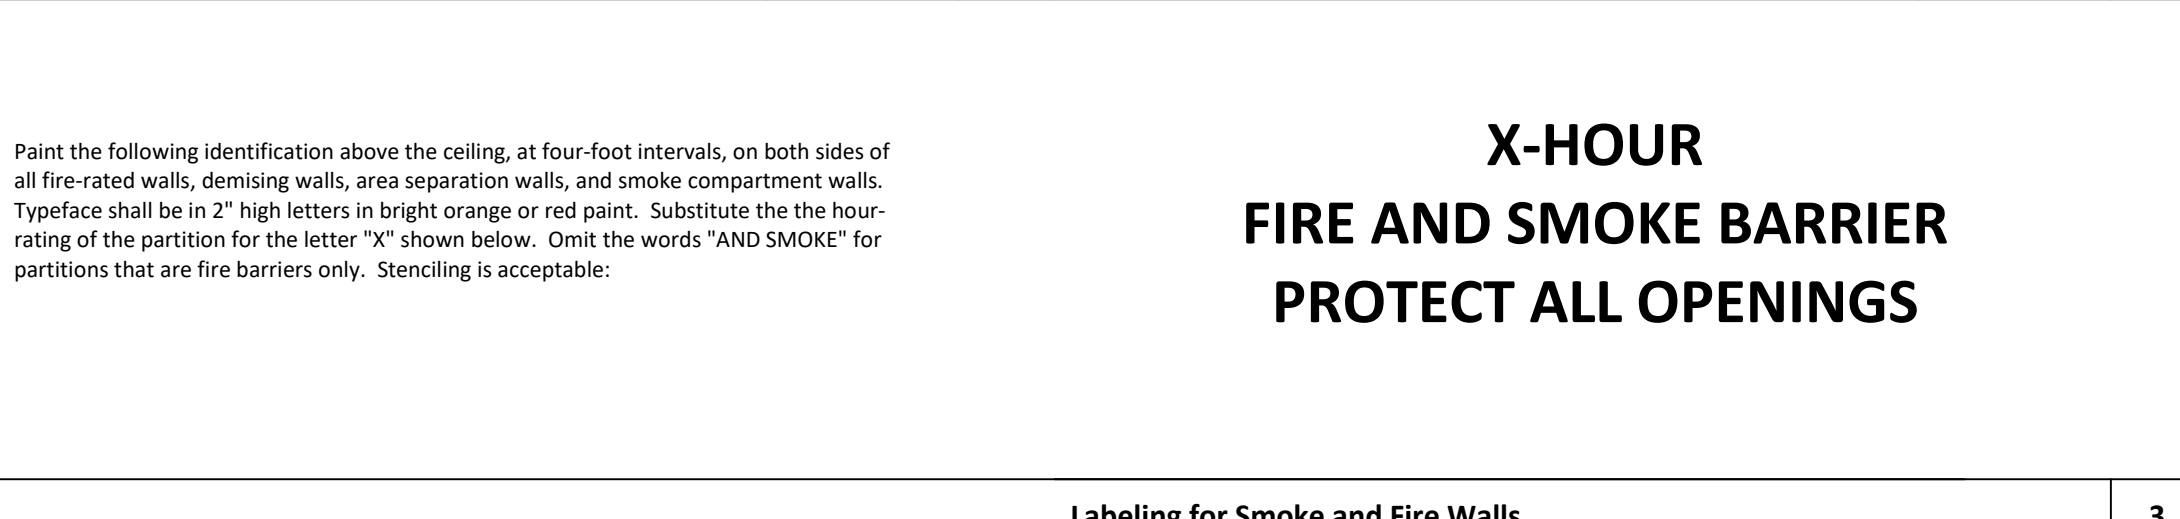 Paint the following identification above the ceiling, at four-foot intervals, on both sides of
all fire-rated walls, demising walls, area separation walls, and smoke compartment walls.
Typeface shall be in 2" high letters in bright orange or red paint.  Substitute the the hour-
rating of the partition for the letter "X" shown below.  Omit the words "AND SMOKE" for
partitions that are fire barriers only.  Stenciling is acceptable:
X-HOUR
FIRE AND SMOKE BARRIER
PROTECT ALL OPENINGS
Labeling for Smoke and Fire Walls
3